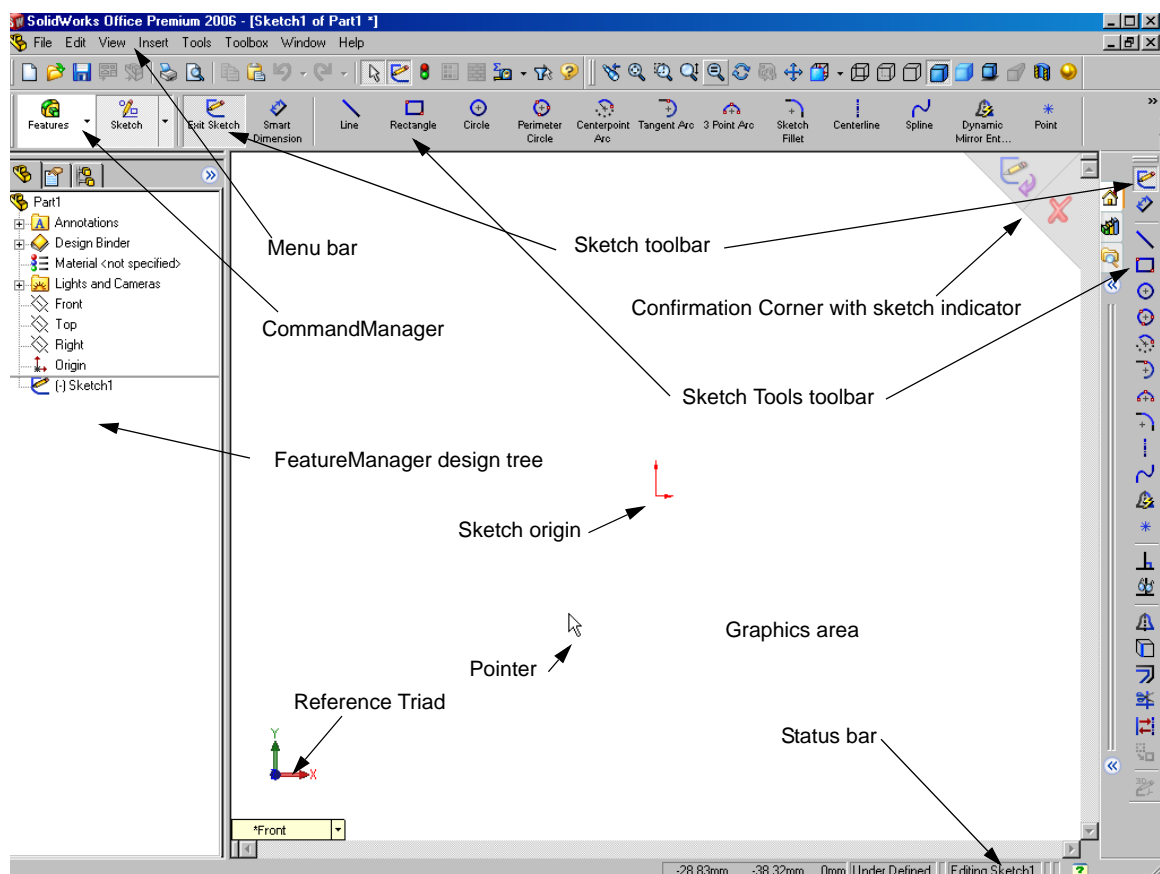 SolidWorks Office Premium 2006 - [Sketch1 of Part1 *]
File Edit View Insert Tools Toolbox Window Help
Features Sketch Exit Sketch Smart Dimension Line Rectangle Circle Perimeter Circle Centerpoint Arc Tangent Arc 3 Point Arc Sketch Fillet Centerline Spline Dynamic Mirror Ent... Point
Part1
Annotations
Design Binder
Material <not specified>
Lights and Cameras
Front
Top
Right
Origin
(-) Sketch1
Menu bar
Sketch toolbar
Confirmation Corner with sketch indicator
CommandManager
Sketch Tools toolbar
FeatureManager design tree
Sketch origin
Graphics area
Pointer
Reference Triad
Status bar
Y
X
*Front
-28.83mm -38.32mm 0mm Under Defined Editing Sketch1